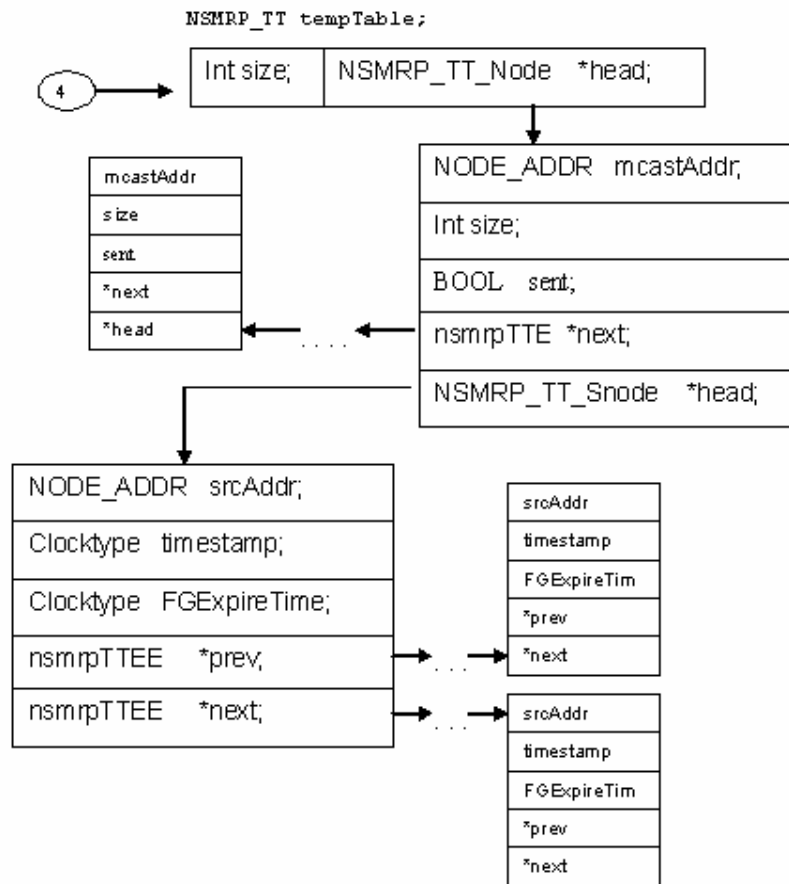 NSMRP_TT tempTable;
4
Int size; NSMRP_TT_Node *head;
NODE_ADDR mcastAddr;
Int size;
BOOL sent;
nsmrpTTE *next;
NSMRP_TT_Snode *head;
mcastAddr
size
sent
*next
*head
. . . .
NODE_ADDR srcAddr;
Clocktype timestamp;
Clocktype FGExpireTime;
nsmrpTTEE *prev;
nsmrpTTEE *next;
. . .
srcAddr
timestamp
FGExpireTim
*prev
*next
. . .
srcAddr
timestamp
FGExpireTim
*prev
*next